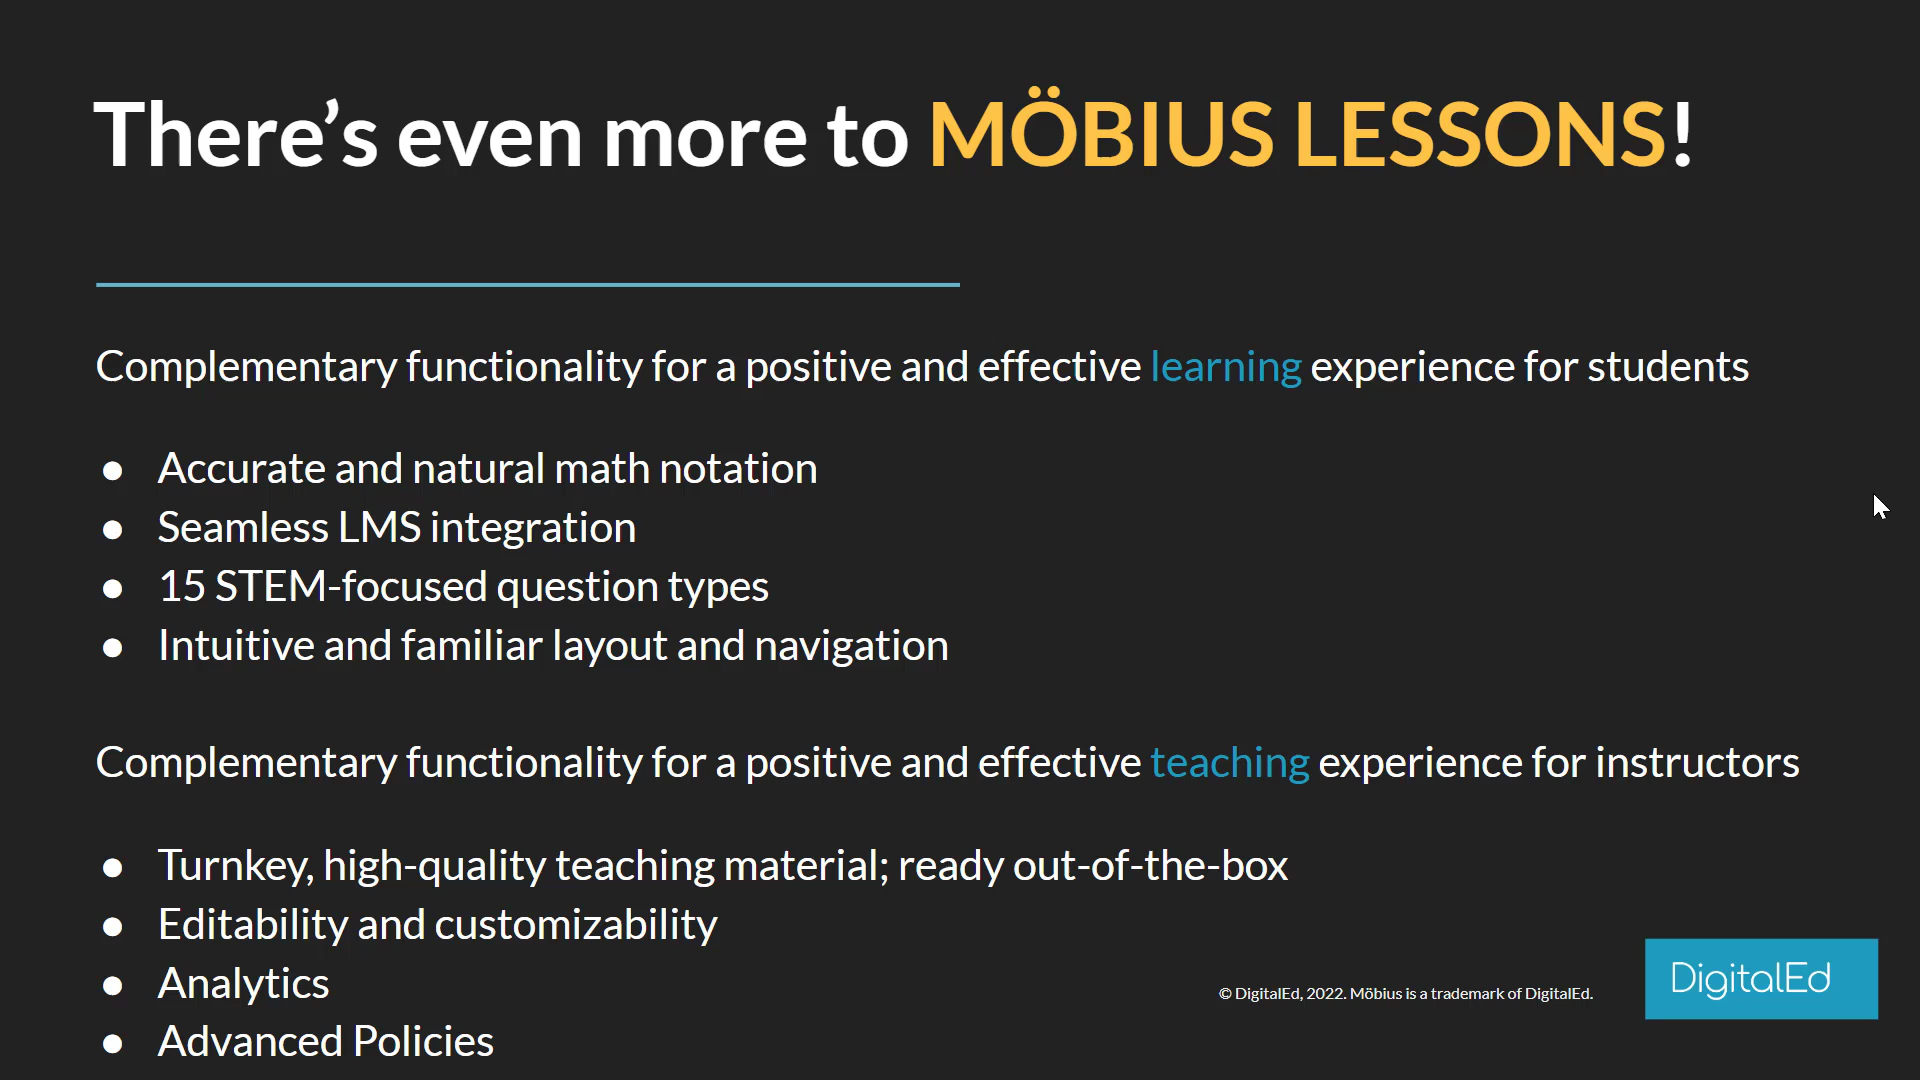 There’s even more to MÖBIUS LESSONS!
Complementary functionality for a positive and effective learning experience for students
● Accurate and natural math notation
● Seamless LMS integration
● 15 STEM-focused question types
● Intuitive and familiar layout and navigation
Complementary functionality for a positive and effective teaching experience for instructors
● Turnkey, high-quality teaching material; ready out-of-the-box
● Editability and customizability
● Analytics
● Advanced Policies
© DigitalEd, 2022. Möbius is a trademark of DigitalEd.
DigitalEd